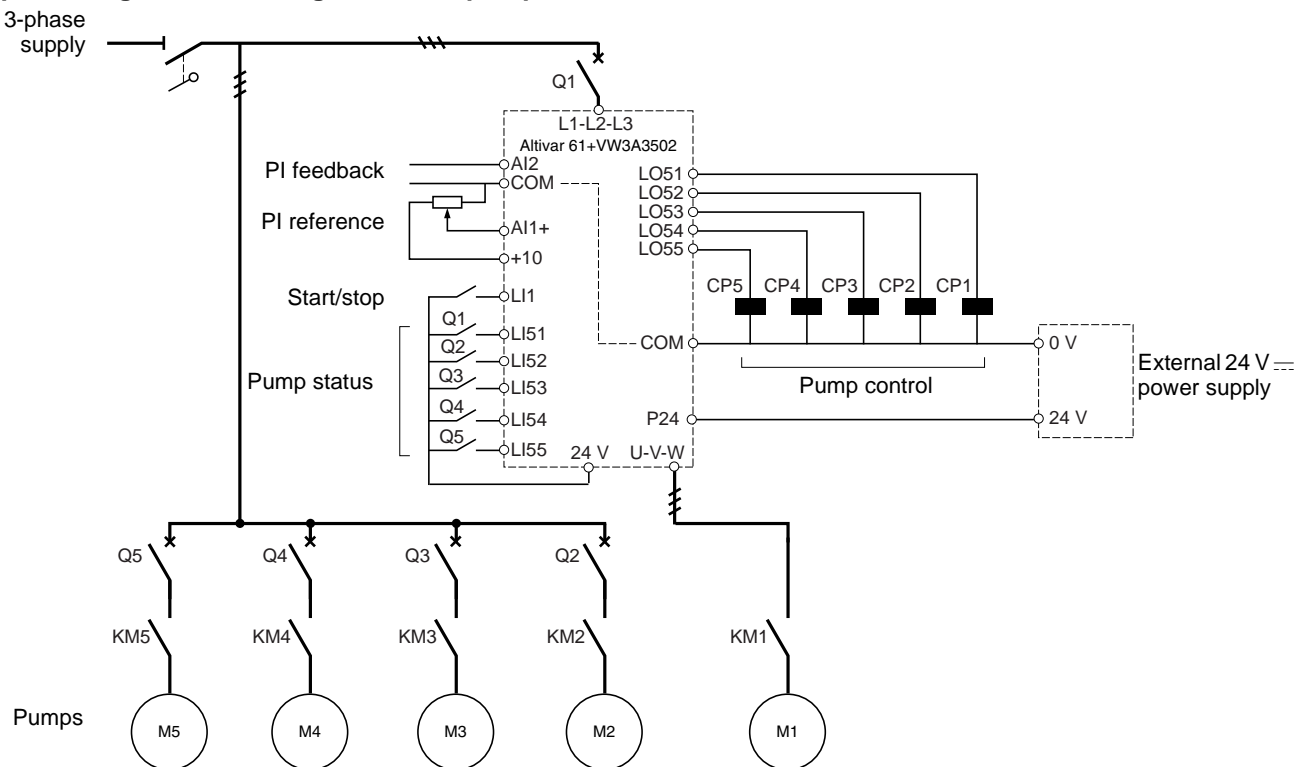 3-phase
supply
Q1
L1-L2-L3
Altivar 61+VW3A3502
PI feedback
AI2
COM
PI reference
AI1+
+10
Start/stop
LI1
Q1
LI51
Q2
LI52
Pump status
Q3
LI53
Q4
LI54
Q5
LI55
24 V
U-V-W
LO51
LO52
LO53
LO54
LO55
CP5
CP4
CP3
CP2
CP1
COM
0 V
Pump control
External 24 V
power supply
P24
24 V
Q5
Q4
Q3
Q2
KM5
KM4
KM3
KM2
KM1
Pumps
M5
M4
M3
M2
M1